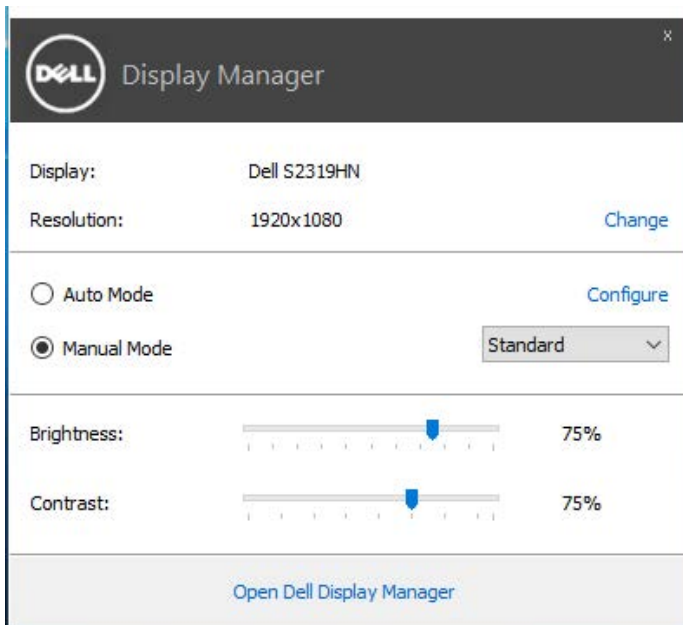 DELL Display Manager x
Display: Dell S2319HN
Resolution: 1920x1080 Change
Auto Mode Configure
Manual Mode Standard
Brightness: 75%
Contrast: 75%
Open Dell Display Manager